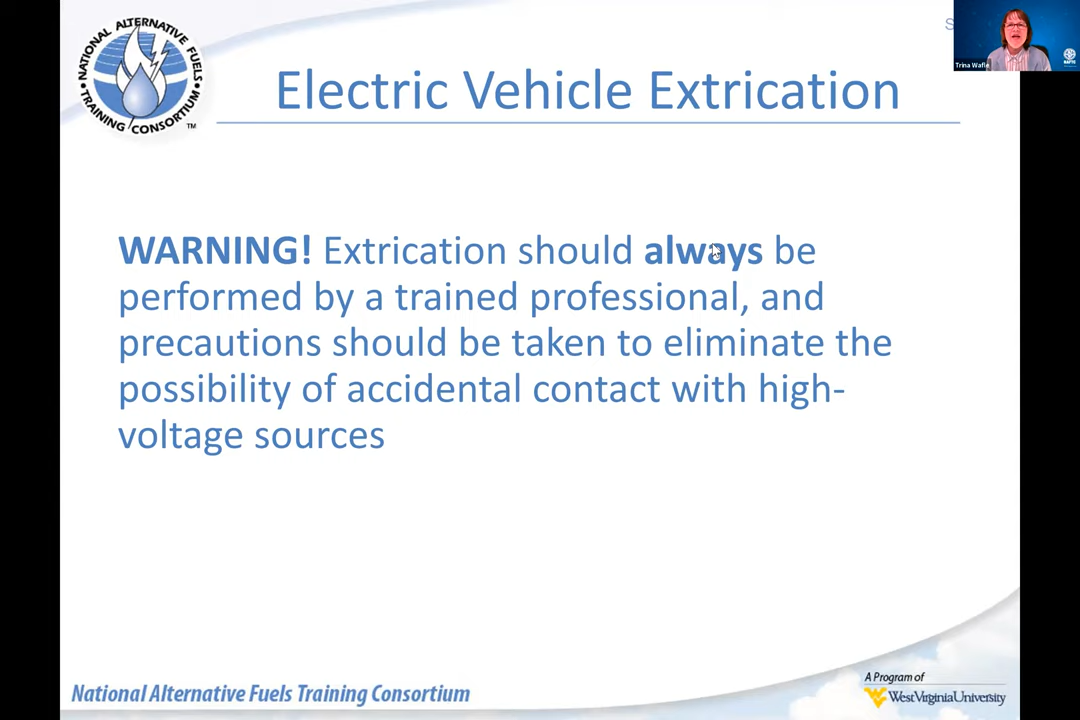 NATIONAL ALTERNATIVE FUELS
• TRAINING CONSORTIUM •
TM
S
Trina Wafle
NAFTC
Electric Vehicle Extrication
WARNING! Extrication should always be
performed by a trained professional, and
precautions should be taken to eliminate the
possibility of accidental contact with high-
voltage sources
National Alternative Fuels Training Consortium
A Program of
WestVirginiaUniversity